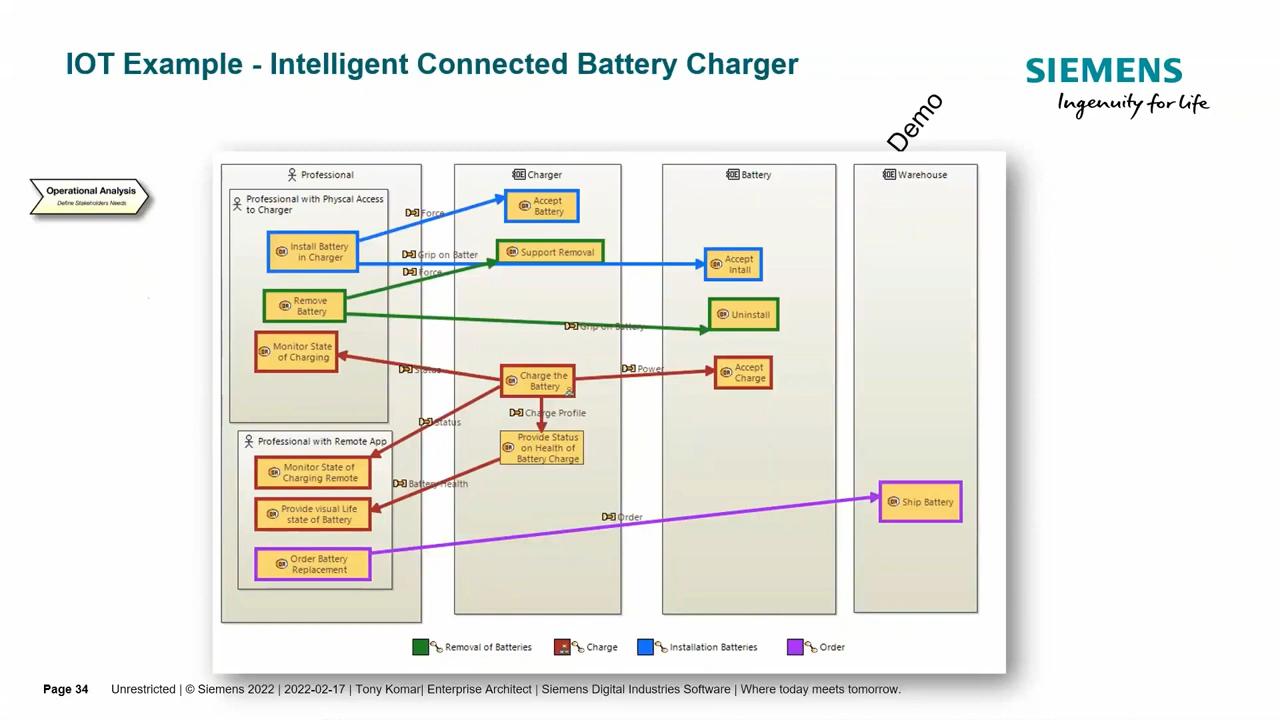 IOT Example - Intelligent Connected Battery Charger
SIEMENS
Ingenuity for life
Demo
Operational Analysis
Define Stakeholders Needs
Professional
Charger
Battery
Warehouse
Professional with Physcal Access
to Charger
Install Battery
in Charger
Remove
Battery
Monitor State
of Charging
Professional with Remote App
Monitor State of
Charging Remote
Provide visual Life
state of Battery
Order Battery
Replacement
Force
Grip on Batter
Force
Grip on Battery
Status
Status
Battery Health
Accept
Battery
Support Removal
Charge the
Battery
Charge Profile
Provide Status
on Health of
Battery Charge
Power
Order
Accept
Intall
Uninstall
Accept
Charge
Ship Battery
Removal of Batteries
Charge
Installation Batteries
Order
Page 34 Unrestricted | © Siemens 2022 | 2022-02-17 | Tony Komar| Enterprise Architect | Siemens Digital Industries Software | Where today meets tomorrow.